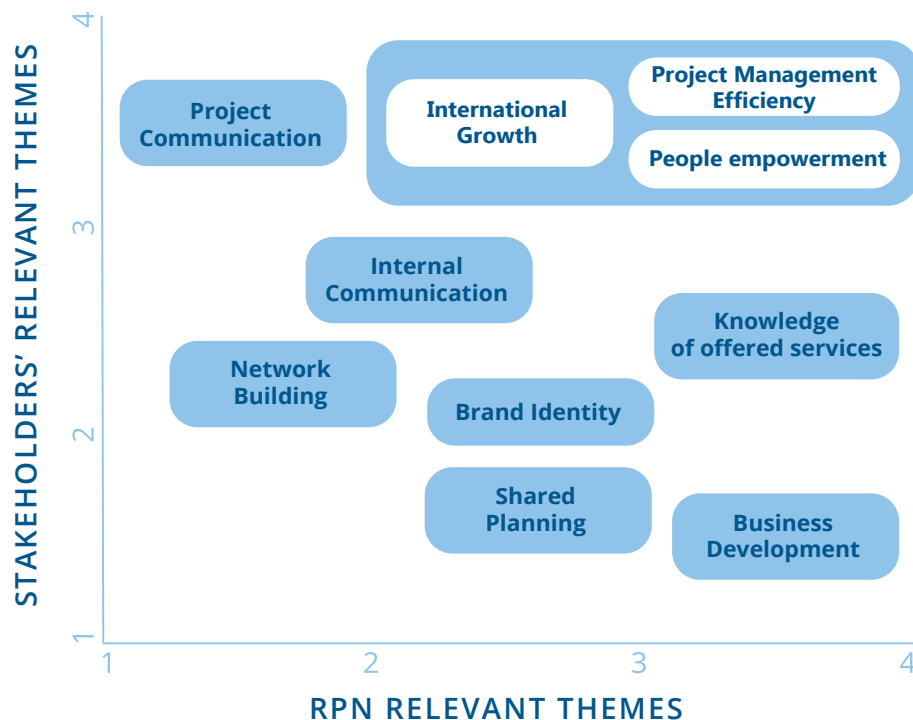 STAKEHOLDERS' RELEVANT THEMES
4
3
2
1
Project
Communication
International
Growth
Project Management
Efficiency
People empowerment
Internal
Communication
Knowledge
of offered services
Network
Building
Brand Identity
Shared
Planning
Business
Development
1
2
3
4
RPN RELEVANT THEMES